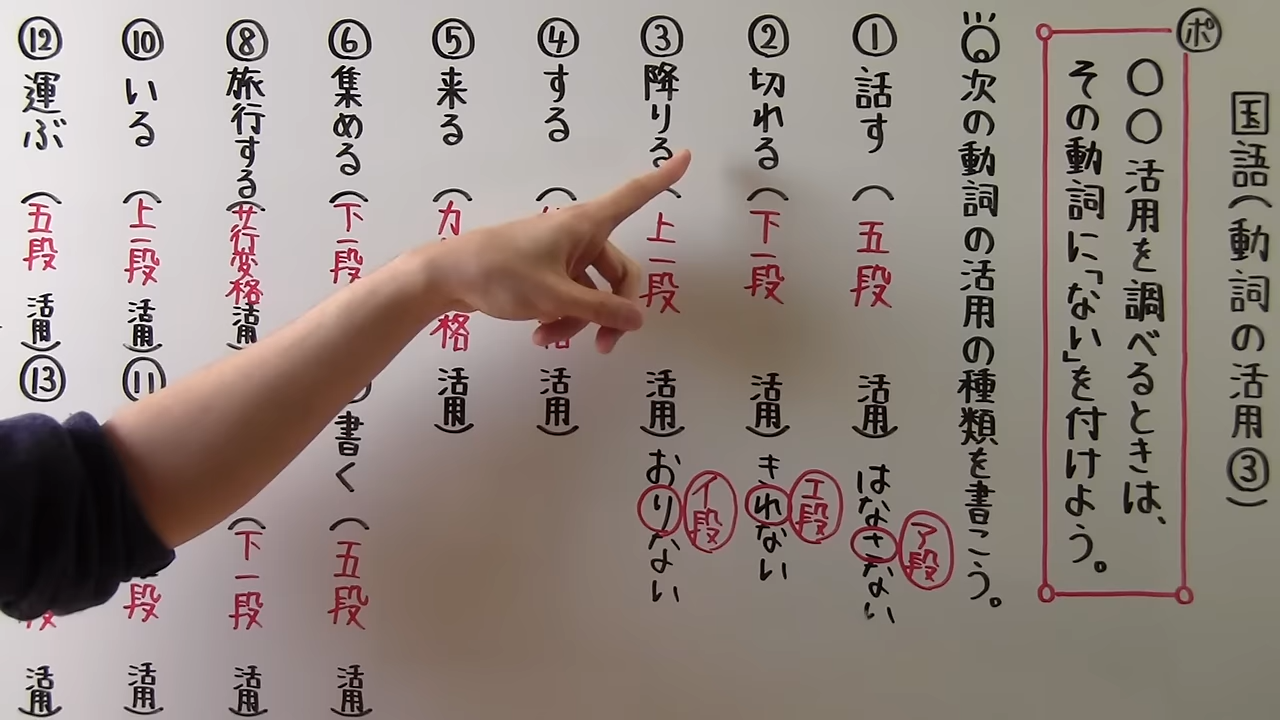 国語(動詞の活用③)
ポ
〇〇活用を調べるときは、
その動詞に「ない」を付けよう。
次の動詞の活用の種類を書こう。
①話す(五段活用)はなさない
ア段
②切れる(下一段活用)きれない
エ段
③降りる(上一段活用)おりない
イ段
④する(活用)
⑤来る(カ格活用)
⑥集める(下一段
書く(五段活用)
⑧旅行する(サ行変格活用)
(下一段活用)
⑩いる(上一段活用)
⑪
段活用)
⑫運ぶ(五段活用)
⑬
段活用)